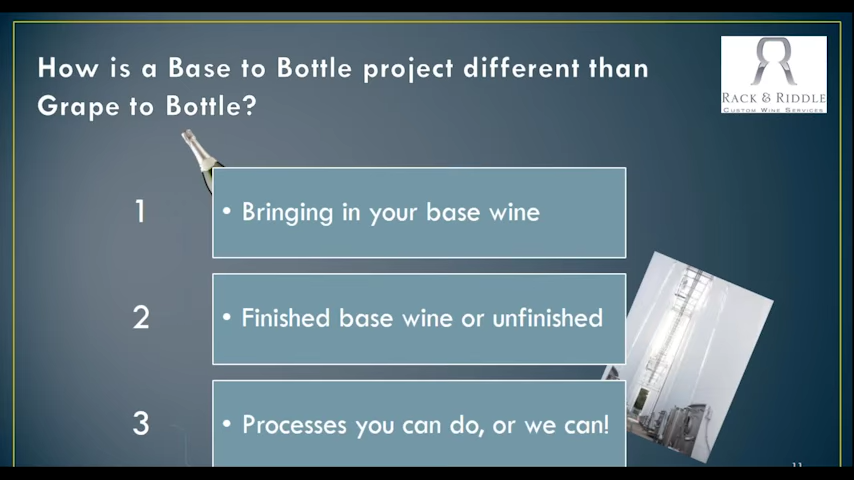 How is a Base to Bottle project different than
Grape to Bottle?
RACK & RIDDLE
CUSTOM WINE SERVICES
1
• Bringing in your base wine
2
• Finished base wine or unfinished
3
• Processes you can do, or we can!
11